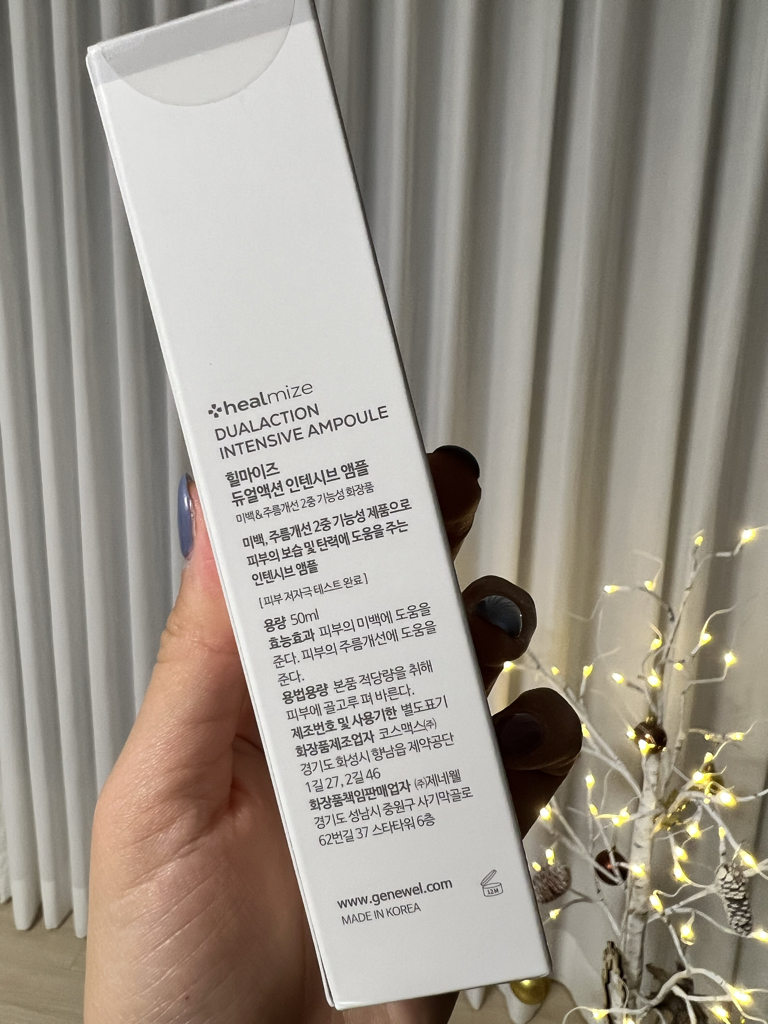 healmize
DUALACTION
INTENSIVE AMPOULE
힐마이즈
듀얼액션 인텐시브 앰플
미백&주름개선 2중 기능성 화장품
미백, 주름개선 2중 기능성 제품으로
피부의 보습 및 탄력에 도움을 주는
인텐시브 앰플
[ 피부 저자극 테스트 완료 ]
용량 50ml
효능효과 피부의 미백에 도움을
준다. 피부의 주름개선에 도움을
준다.
용법용량 본품 적당량을 취해
피부에 골고루 펴 바른다.
제조번호 및 사용기한 별도표기
화장품제조업자 코스맥스㈜
경기도 화성시 향남읍 제약공단
1길 27, 2길 46
화장품책임판매업자 ㈜제네웰
경기도 성남시 중원구 사기막골로
62번길 37 스타타워 6층
www.genewel.com
MADE IN KOREA
12M